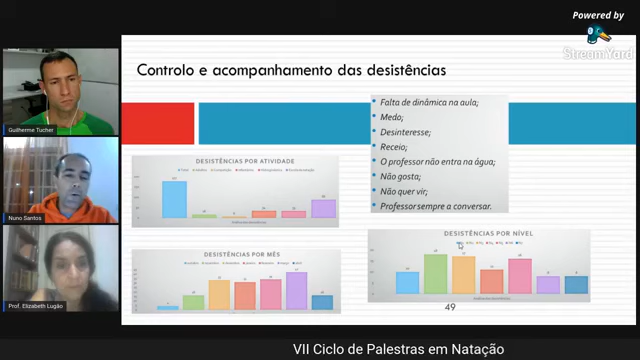 Powered by
StreamYard
Guilherme Tucher
Nuno Santos
Prof. Elizabeth Lugão
Controlo e acompanhamento das desistências
• Falta de dinâmica na aula;
• Medo;
• Desinteresse;
• Receio;
• O professor não entra na água;
• Não gosta;
• Não quer vir;
• Professor sempre a conversar.
DESISTÊNCIAS POR ATIVIDADE
DESISTÊNCIAS POR MÊS
DESISTÊNCIAS POR NÍVEL
49
VII Ciclo de Palestras em Natação